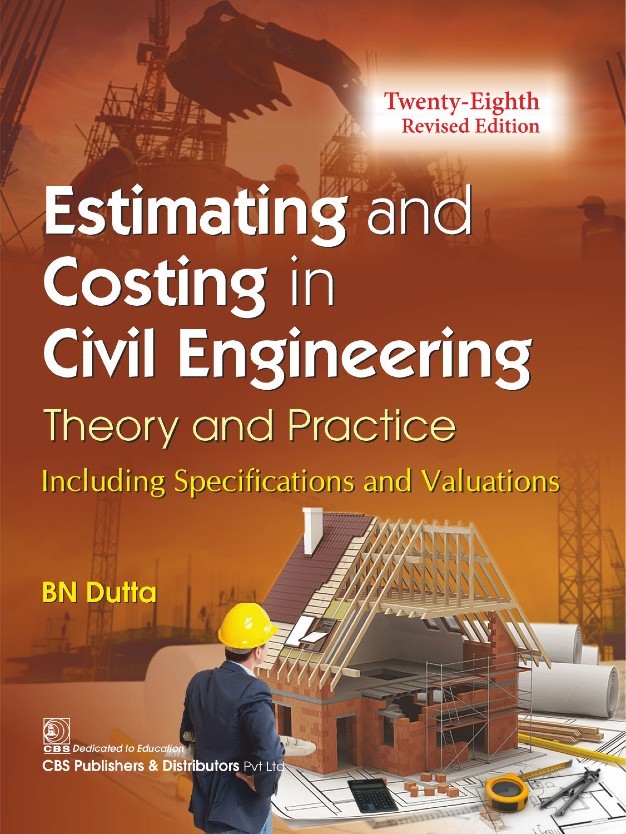 Twenty-Eighth
Revised Edition
Estimating and
Costing in
Civil Engineering
Theory and Practice
Including Specifications and Valuations
BN Dutta
CBS Dedicated to Education
CBS Publishers & Distributors Pvt Ltd